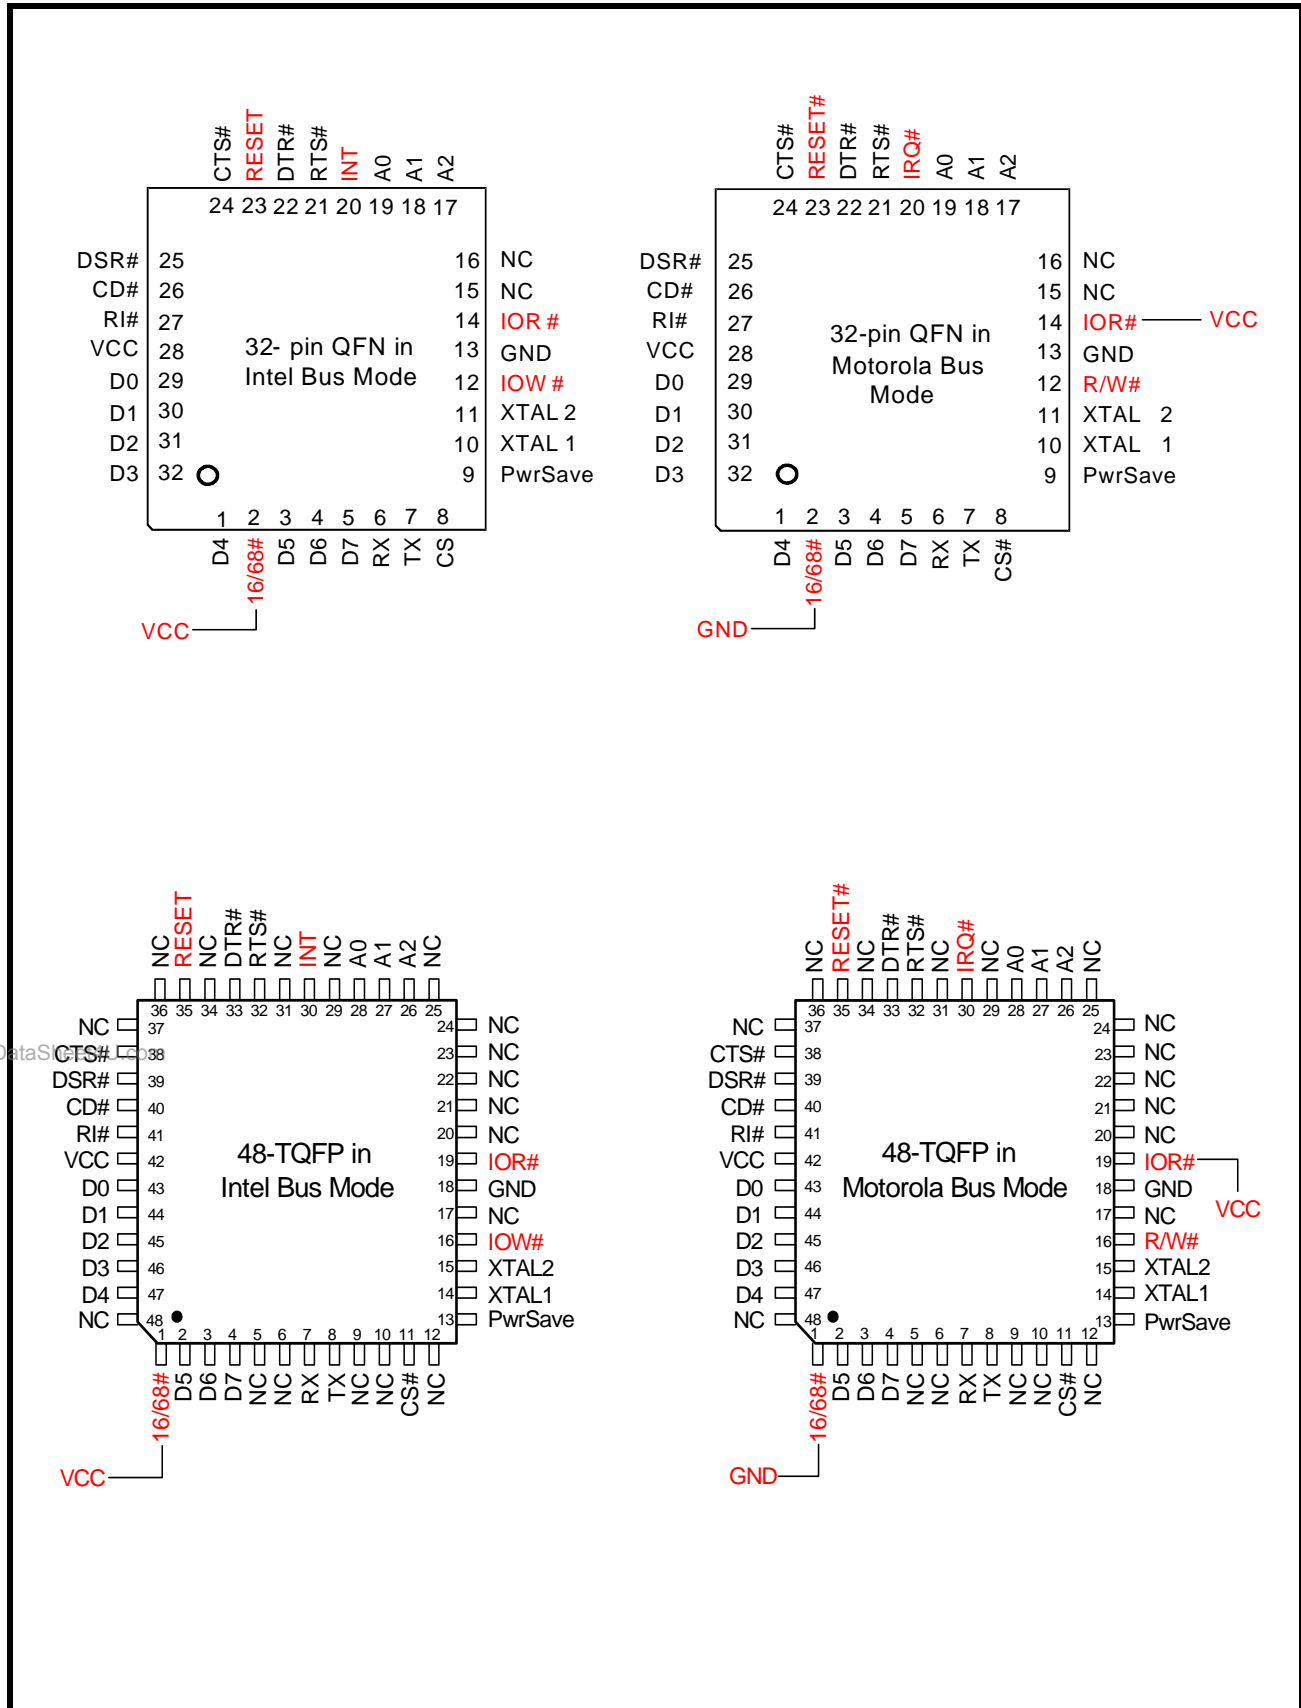 CTS# RESET DTR# RTS# INT A0 A1 A2
24 23 22 21 20 19 18 17
DSR# 25 16 NC
CD# 26 15 NC
RI# 27 14 IOR #
VCC 28 13 GND
D0 29 12 IOW #
D1 30 11 XTAL 2
D2 31 10 XTAL 1
D3 32 9 PwrSave
32- pin QFN in
Intel Bus Mode
1 2 3 4 5 6 7 8
D4 16/68# D5 D6 D7 RX TX CS
VCC
CTS# RESET# DTR# RTS# IRQ# A0 A1 A2
24 23 22 21 20 19 18 17
DSR# 25 16 NC
CD# 26 15 NC
RI# 27 14 IOR# VCC
VCC 28 13 GND
D0 29 12 R/W#
D1 30 11 XTAL 2
D2 31 10 XTAL 1
D3 32 9 PwrSave
32-pin QFN in
Motorola Bus
Mode
1 2 3 4 5 6 7 8
D4 16/68# D5 D6 D7 RX TX CS#
GND
NC RESET NC DTR# RTS# NC INT NC A0 A1 A2 NC
36 35 34 33 32 31 30 29 28 27 26 25
NC 37 24 NC
CTS# 38 23 NC
DSR# 39 22 NC
CD# 40 21 NC
RI# 41 20 NC
VCC 42 19 IOR#
D0 43 18 GND
D1 44 17 NC
D2 45 16 IOW#
D3 46 15 XTAL2
D4 47 14 XTAL1
NC 48 13 PwrSave
48-TQFP in
Intel Bus Mode
1 2 3 4 5 6 7 8 9 10 11 12
16/68# D5 D6 D7 NC NC RX TX NC NC CS# NC
VCC
NC RESET# NC DTR# RTS# NC IRQ# NC A0 A1 A2 NC
36 35 34 33 32 31 30 29 28 27 26 25
NC 37 24 NC
CTS# 38 23 NC
DSR# 39 22 NC
CD# 40 21 NC
RI# 41 20 NC
VCC 42 19 IOR#
D0 43 18 GND
VCC
D1 44 17 NC
D2 45 16 R/W#
D3 46 15 XTAL2
D4 47 14 XTAL1
NC 48 13 PwrSave
48-TQFP in
Motorola Bus Mode
1 2 3 4 5 6 7 8 9 10 11 12
16/68# D5 D6 D7 NC NC RX TX NC NC CS# NC
GND